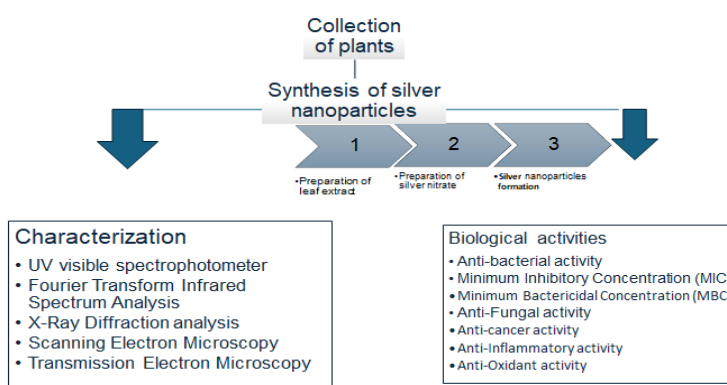 Collection
of plants
Synthesis of silver
nanoparticles
1
2
3
•Preparation of
leaf extract
•Preparation of
silver nitrate
•Silver nanoparticles
formation
Characterization
• UV visible spectrophotometer
• Fourier Transform Infrared
Spectrum Analysis
• X-Ray Diffraction analysis
• Scanning Electron Microscopy
• Transmission Electron Microscopy
Biological activities
• Anti-bacterial activity
• Minimum Inhibitory Concentration (MIC
• Minimum Bactericidal Concentration (MBC
• Anti-Fungal activity
• Anti-cancer activity
• Anti-Inflammatory activity
• Anti-Oxidant activity